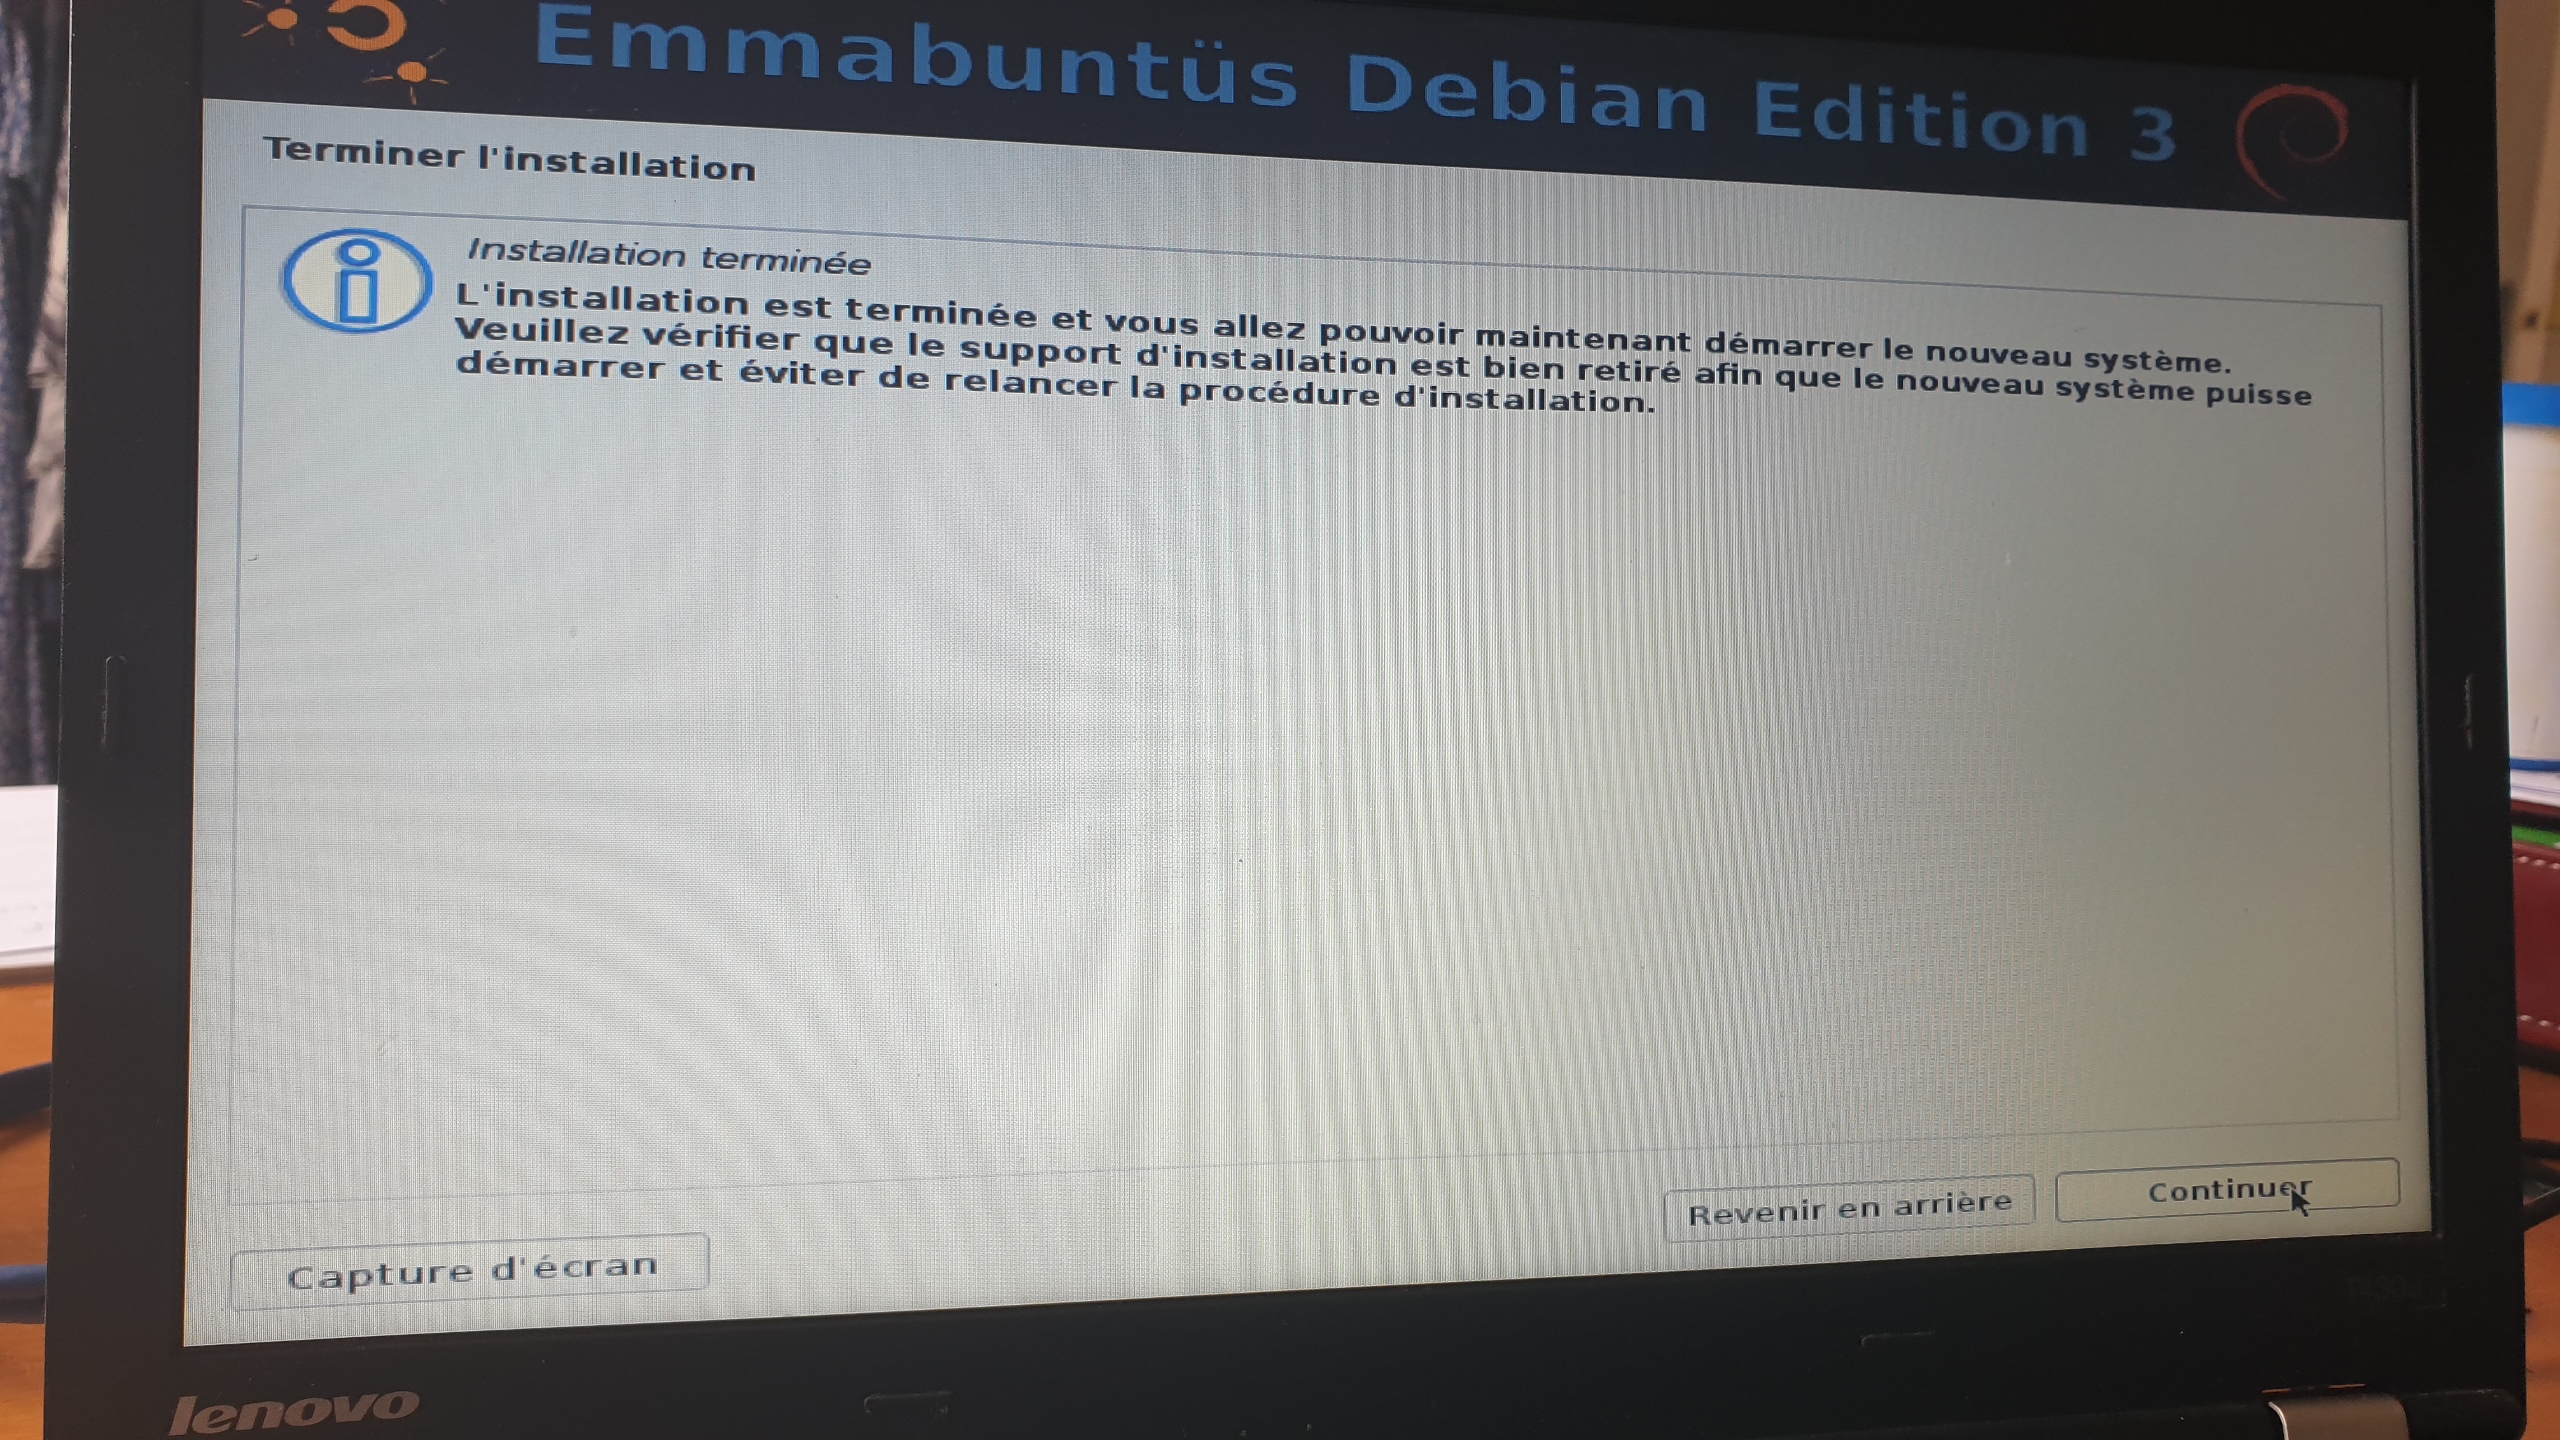 Emmabuntüs Debian Edition 3
Terminer l'installation
Installation terminée
L'installation est terminée et vous allez pouvoir maintenant démarrer le nouveau système.
Veuillez vérifier que le support d'installation est bien retiré afin que le nouveau système puisse
démarrer et éviter de relancer la procédure d'installation.
Revenir en arrière
Continuer
Capture d'écran
lenovo